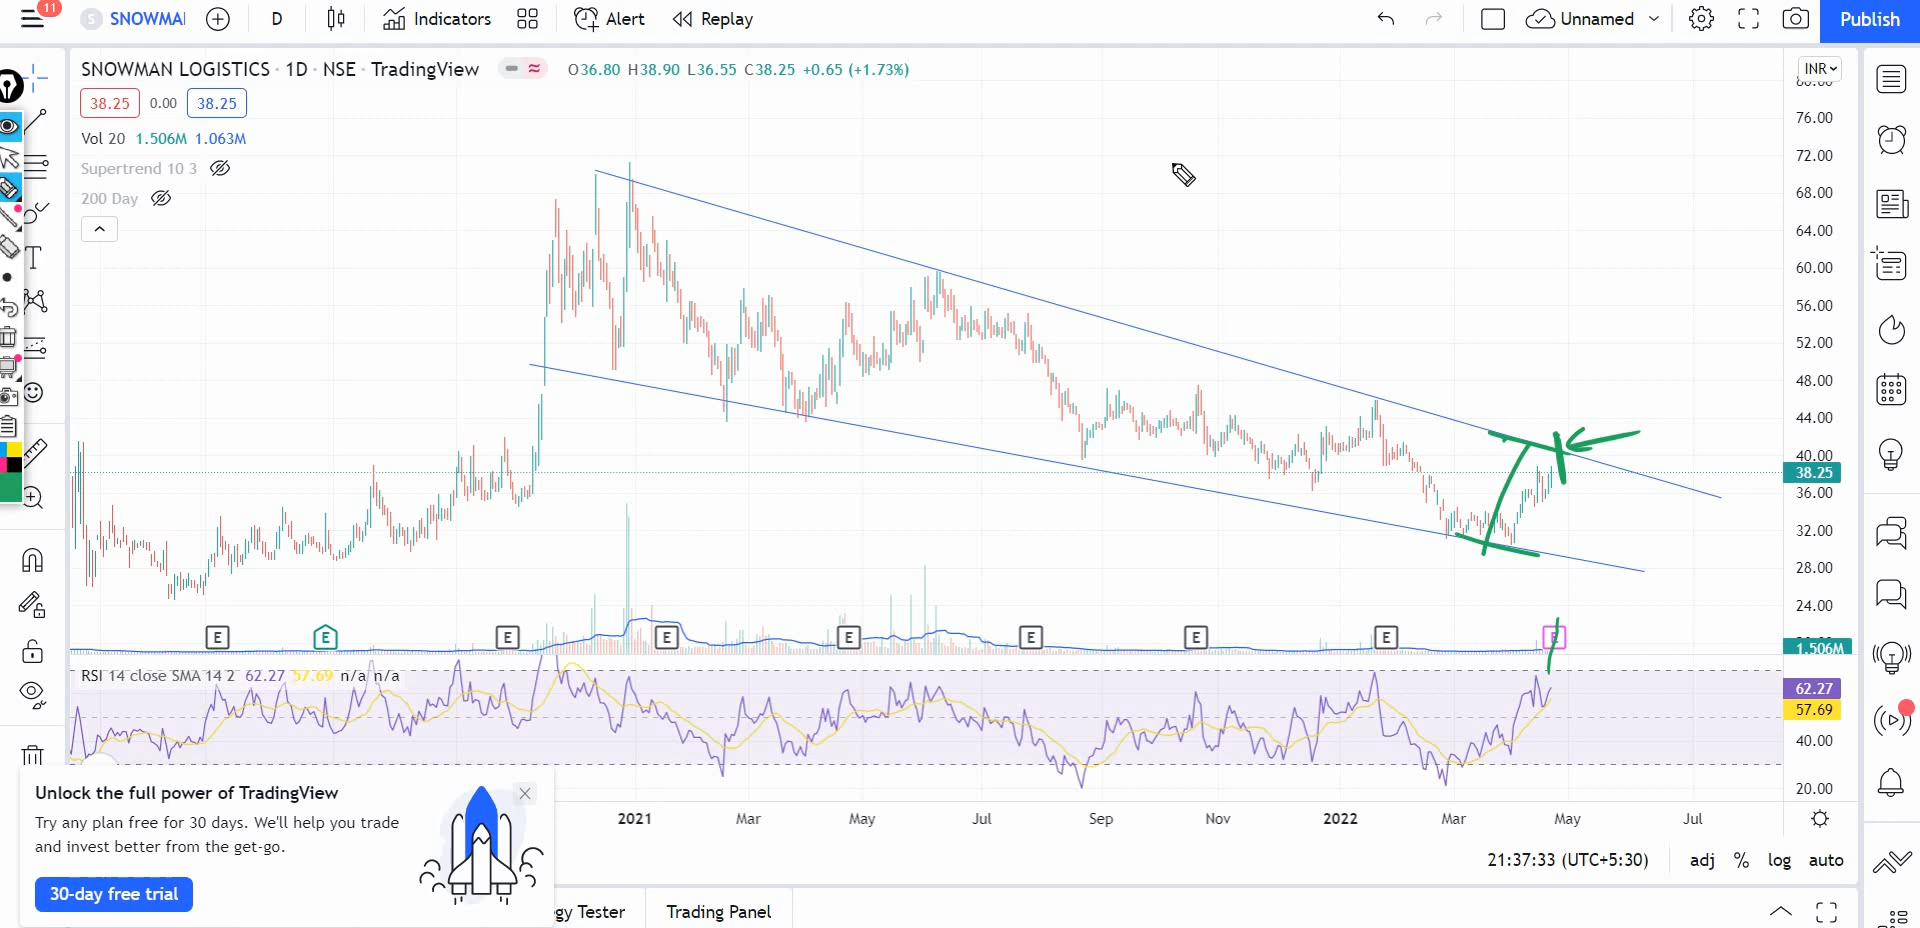 11
S SNOWMAI D Indicators Alert Replay Unnamed Publish
SNOWMAN LOGISTICS · 1D · NSE · TradingView O36.80 H38.90 L36.55 C38.25 +0.65 (+1.73%) INR
38.25 0.00 38.25
Vol 20 1.506M 1.063M
Supertrend 10 3
200 Day
T
80.00
76.00
72.00
68.00
64.00
60.00
56.00
52.00
48.00
44.00
40.00
38.25
36.00
32.00
28.00
24.00
E E E E E E E E E
1.506M
RSI 14 close SMA 14 2 62.27 57.69 n/a n/a
62.27
57.69
40.00
20.00
2021 Mar May Jul Sep Nov 2022 Mar May Jul
Unlock the full power of TradingView
Try any plan free for 30 days. We'll help you trade
and invest better from the get-go.
30-day free trial
21:37:33 (UTC+5:30) adj % log auto
gy Tester Trading Panel